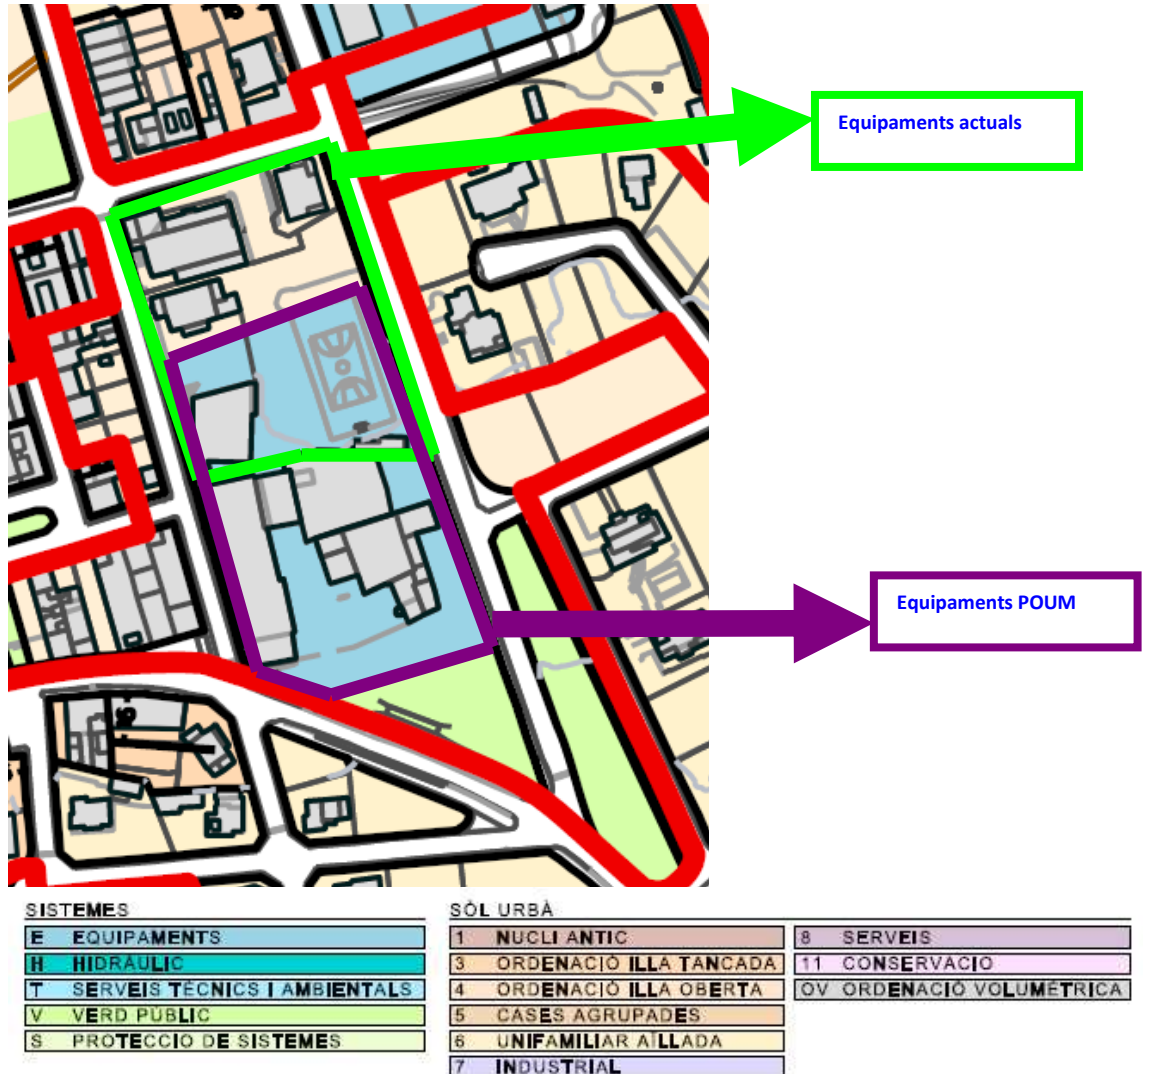 Equipaments actuals
Equipaments POUM
SISTEMES
E EQUIPAMENTS
H HIDRÀULIC
T SERVEIS TÈCNICS I AMBIENTALS
V VERD PÚBLIC
S PROTECCIO DE SISTEMES
SÒL URBÀ
1 NUCLI ANTIC
3 ORDENACIÓ ILLA TANCADA
4 ORDENACIÓ ILLA OBERTA
5 CASES AGRUPADES
6 UNIFAMILIAR AÏLLADA
7 INDUSTRIAL
8 SERVEIS
11 CONSERVACIO
OV ORDENACIÓ VOLUMÈTRICA